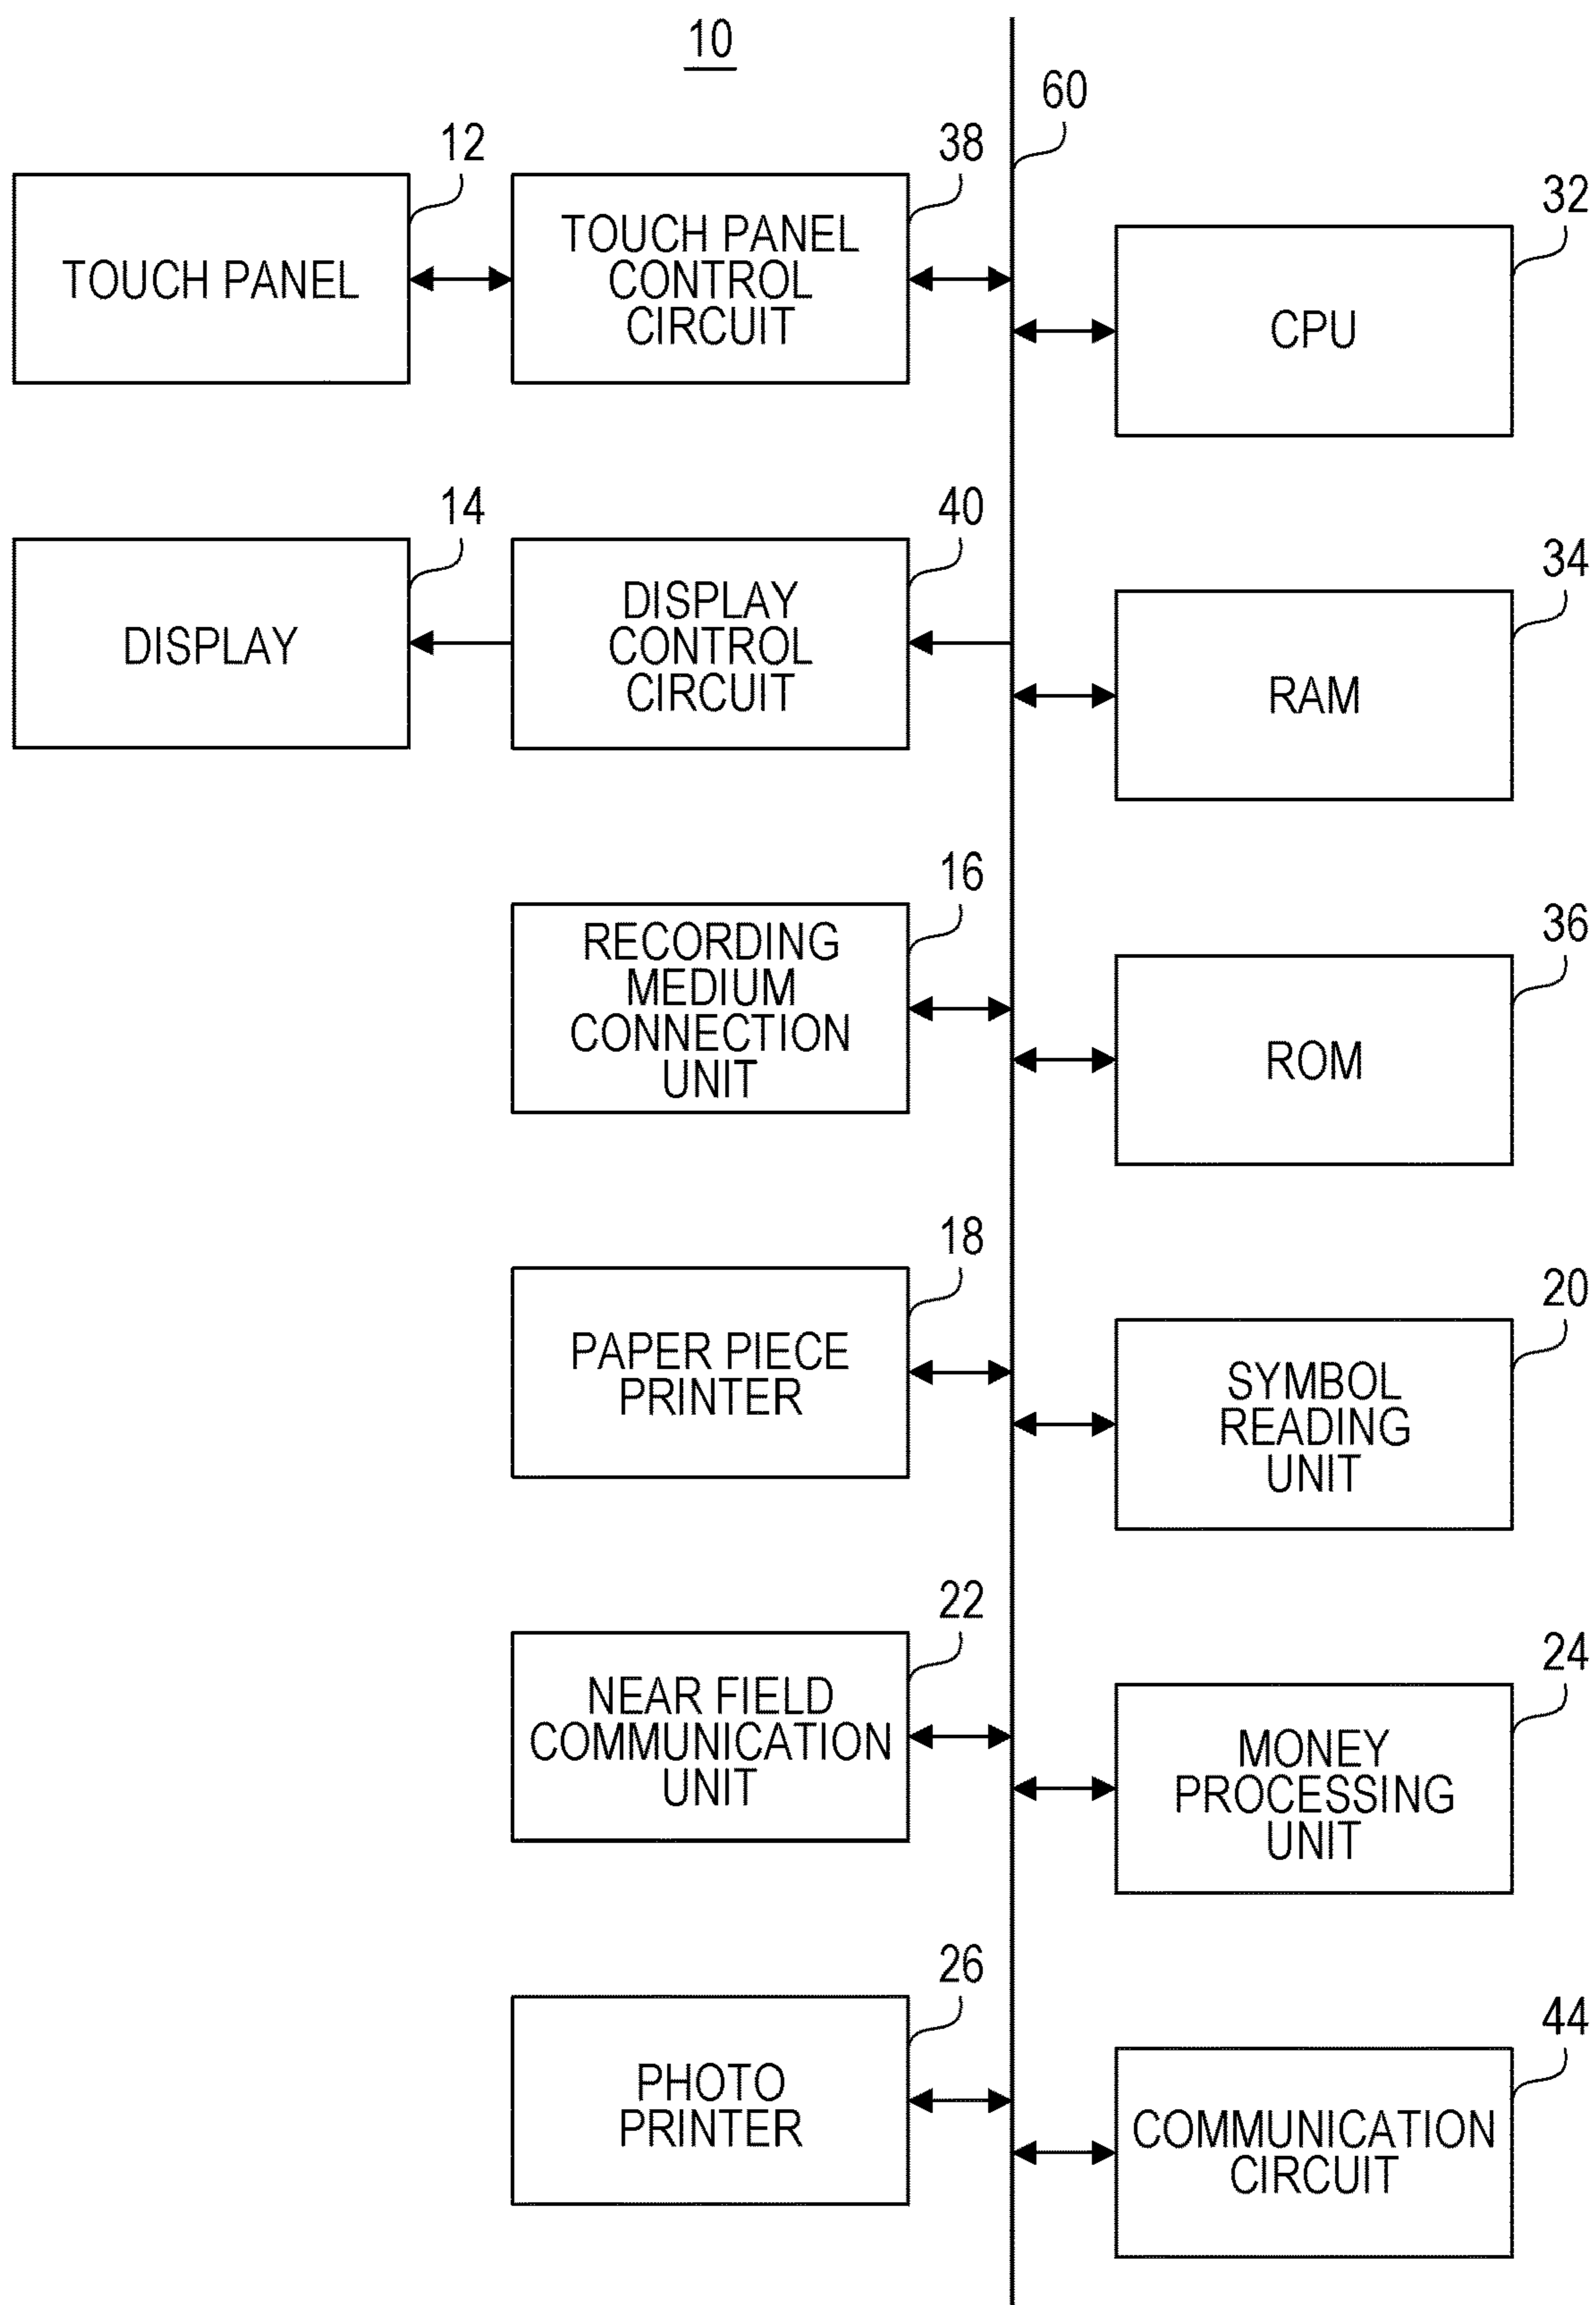 10
60
12
38
32
TOUCH PANEL
TOUCH PANEL
CONTROL
CIRCUIT
CPU
14
40
34
DISPLAY
DISPLAY
CONTROL
CIRCUIT
RAM
16
36
RECORDING
MEDIUM
CONNECTION
UNIT
ROM
18
20
PAPER PIECE
PRINTER
SYMBOL
READING
UNIT
22
24
NEAR FIELD
COMMUNICATION
UNIT
MONEY
PROCESSING
UNIT
26
44
PHOTO
PRINTER
COMMUNICATION
CIRCUIT